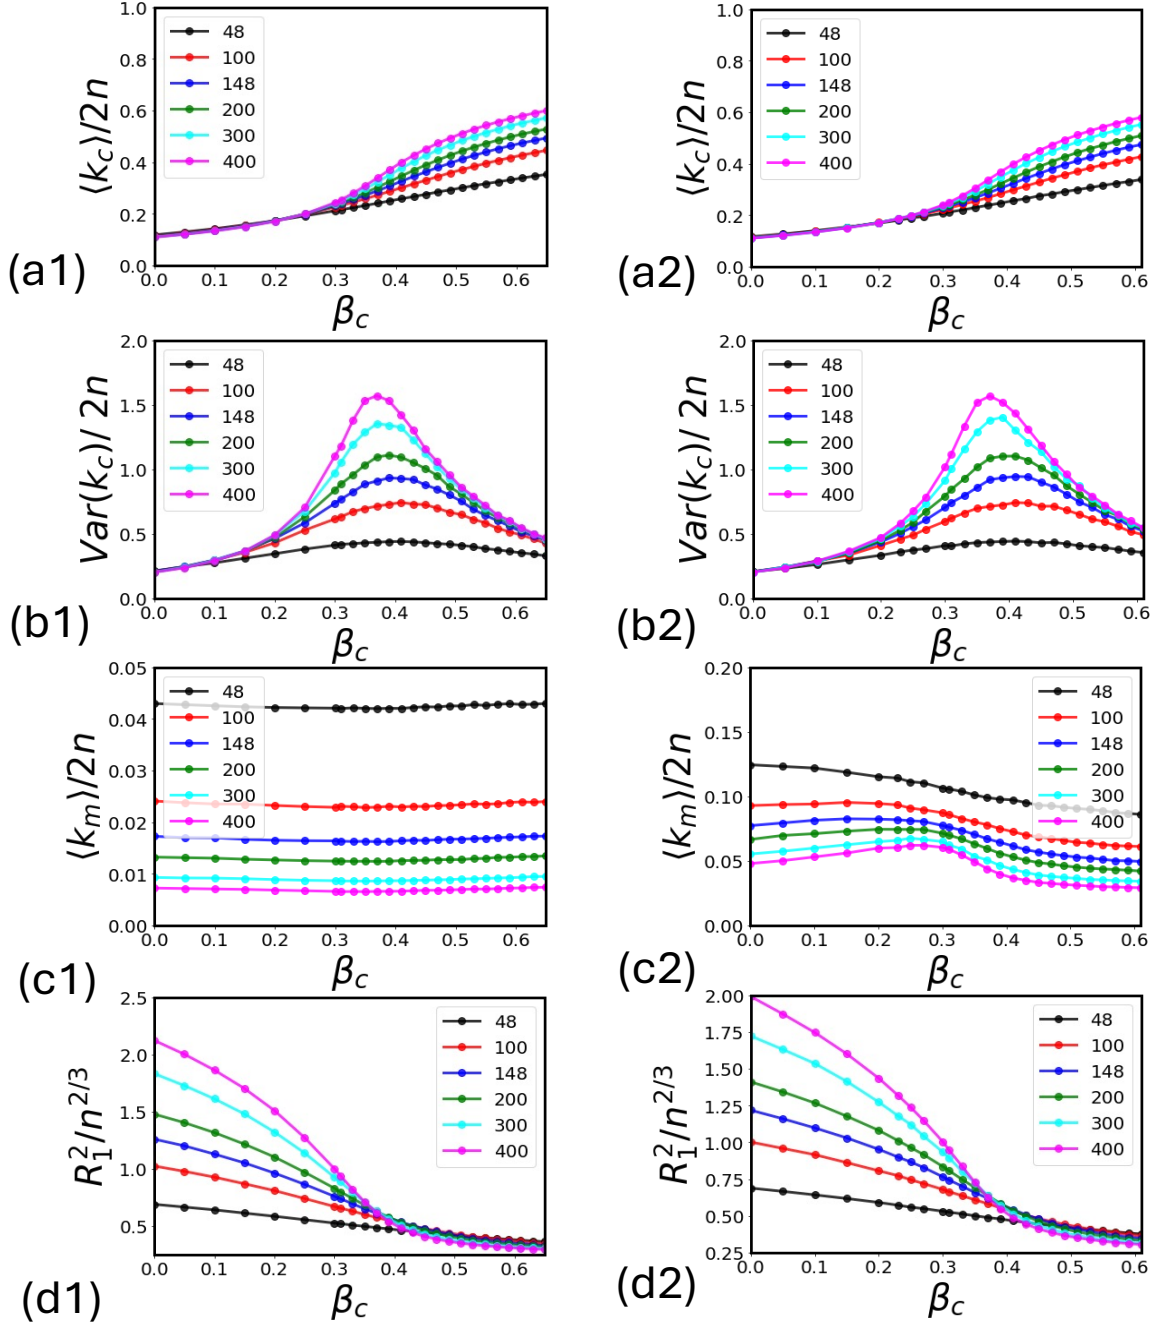 ⟨k_c⟩/2n
1.0
0.8
0.6
0.4
0.2
0.0
48
100
148
200
300
400
0.0 0.1 0.2 0.3 0.4 0.5 0.6
β_c
(a1)
⟨k_c⟩/2n
1.0
0.8
0.6
0.4
0.2
0.0
48
100
148
200
300
400
0.0 0.1 0.2 0.3 0.4 0.5 0.6
β_c
(a2)
Var(k_c)/ 2n
2.0
1.5
1.0
0.5
0.0
48
100
148
200
300
400
0.0 0.1 0.2 0.3 0.4 0.5 0.6
β_c
(b1)
Var(k_c)/ 2n
2.0
1.5
1.0
0.5
0.0
48
100
148
200
300
400
0.0 0.1 0.2 0.3 0.4 0.5 0.6
β_c
(b2)
⟨k_m⟩/2n
0.05
0.04
0.03
0.02
0.01
0.00
48
100
148
200
300
400
0.0 0.1 0.2 0.3 0.4 0.5 0.6
β_c
(c1)
⟨k_m⟩/2n
0.20
0.15
0.10
0.05
0.00
48
100
148
200
300
400
0.0 0.1 0.2 0.3 0.4 0.5 0.6
β_c
(c2)
R_1^2/n^{2/3}
2.5
2.0
1.5
1.0
0.5
48
100
148
200
300
400
0.0 0.1 0.2 0.3 0.4 0.5 0.6
β_c
(d1)
R_1^2/n^{2/3}
2.00
1.75
1.50
1.25
1.00
0.75
0.50
0.25
48
100
148
200
300
400
0.0 0.1 0.2 0.3 0.4 0.5 0.6
β_c
(d2)